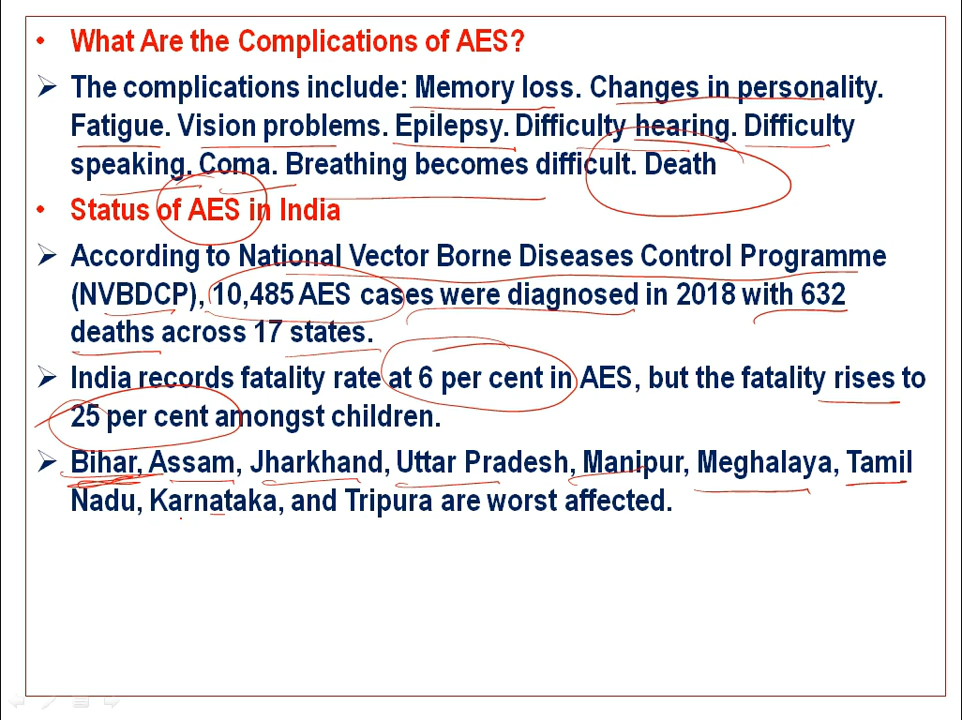 • What Are the Complications of AES?
➢ The complications include: Memory loss. Changes in personality.
Fatigue. Vision problems. Epilepsy. Difficulty hearing. Difficulty
speaking. Coma. Breathing becomes difficult. Death
• Status of AES in India
➢ According to National Vector Borne Diseases Control Programme
(NVBDCP), 10,485 AES cases were diagnosed in 2018 with 632
deaths across 17 states.
➢ India records fatality rate at 6 per cent in AES, but the fatality rises to
25 per cent amongst children.
➢ Bihar, Assam, Jharkhand, Uttar Pradesh, Manipur, Meghalaya, Tamil
Nadu, Karnataka, and Tripura are worst affected.